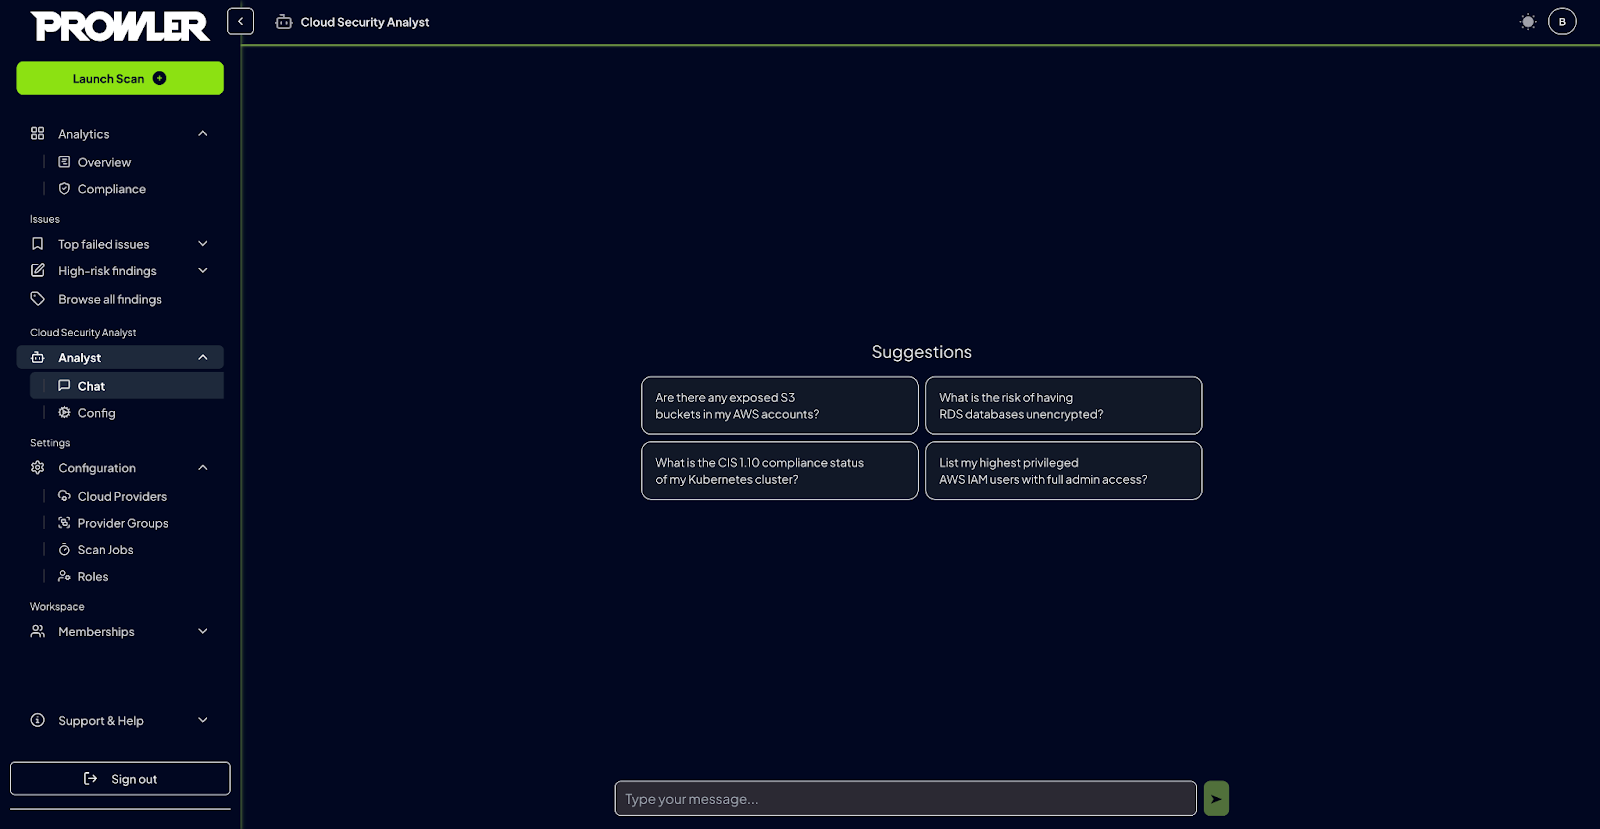 PROWLER
Launch Scan
Analytics
Overview
Compliance
Issues
Top failed issues
High-risk findings
Browse all findings
Cloud Security Analyst
Analyst
Chat
Config
Settings
Configuration
Cloud Providers
Provider Groups
Scan Jobs
Roles
Workspace
Memberships
Support & Help
Sign out
Cloud Security Analyst
B
Suggestions
Are there any exposed S3
buckets in my AWS accounts?
What is the risk of having
RDS databases unencrypted?
What is the CIS 1.10 compliance status
of my Kubernetes cluster?
List my highest privileged
AWS IAM users with full admin access?
Type your message...